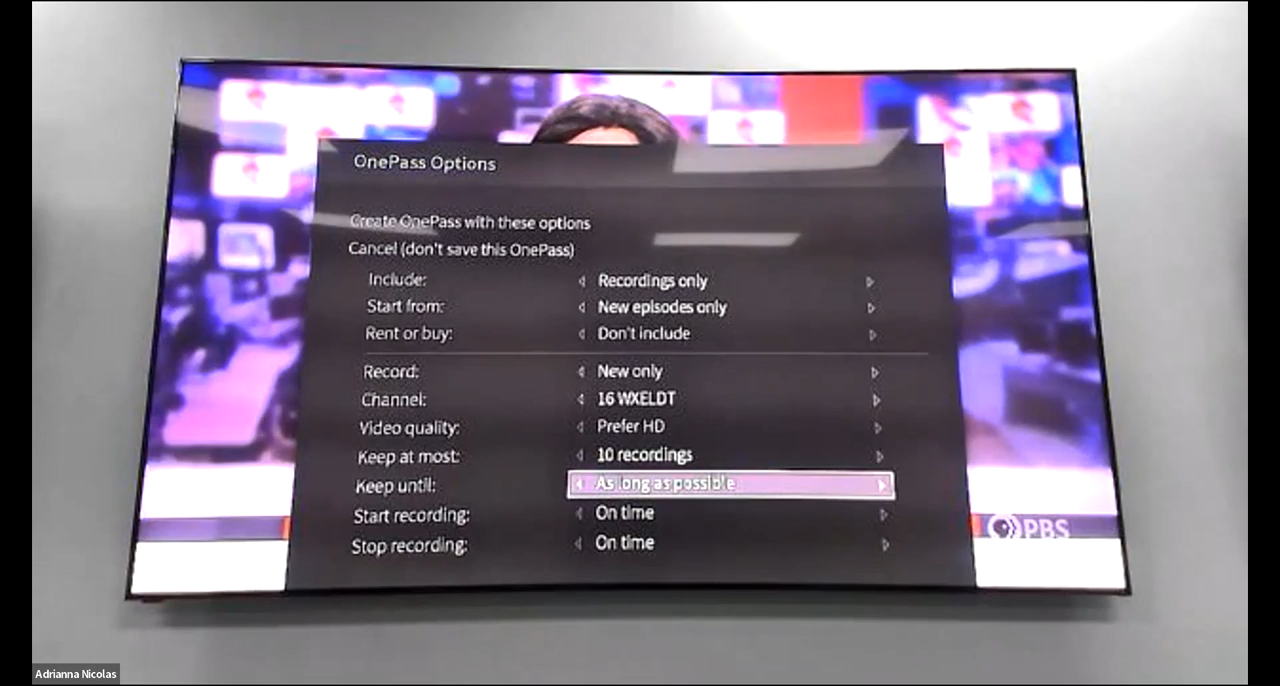 OnePass Options
Create OnePass with these options
Cancel (don't save this OnePass)
Include: Recordings only
Start from: New episodes only
Rent or buy: Don't include
Record: New only
Channel: 16 WXELDT
Video quality: Prefer HD
Keep at most: 10 recordings
Keep until: As long as possible
Start recording: On time
PBS
Stop recording: On time
Adrianna Nicolas